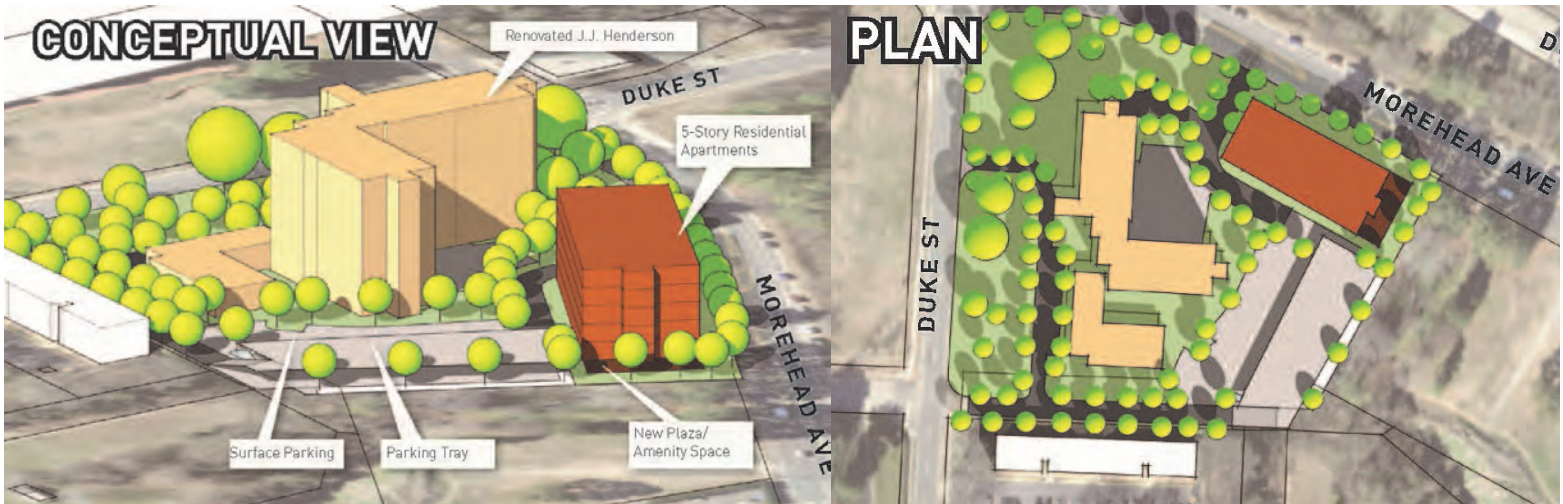 CONCEPTUAL VIEW
Renovated J.J. Henderson
DUKE ST
5-Story Residential
Apartments
MOREHEAD AVE
Surface Parking
Parking Tray
New Plaza/
Amenity Space
PLAN
MOREHEAD AVE
DUKE ST
D